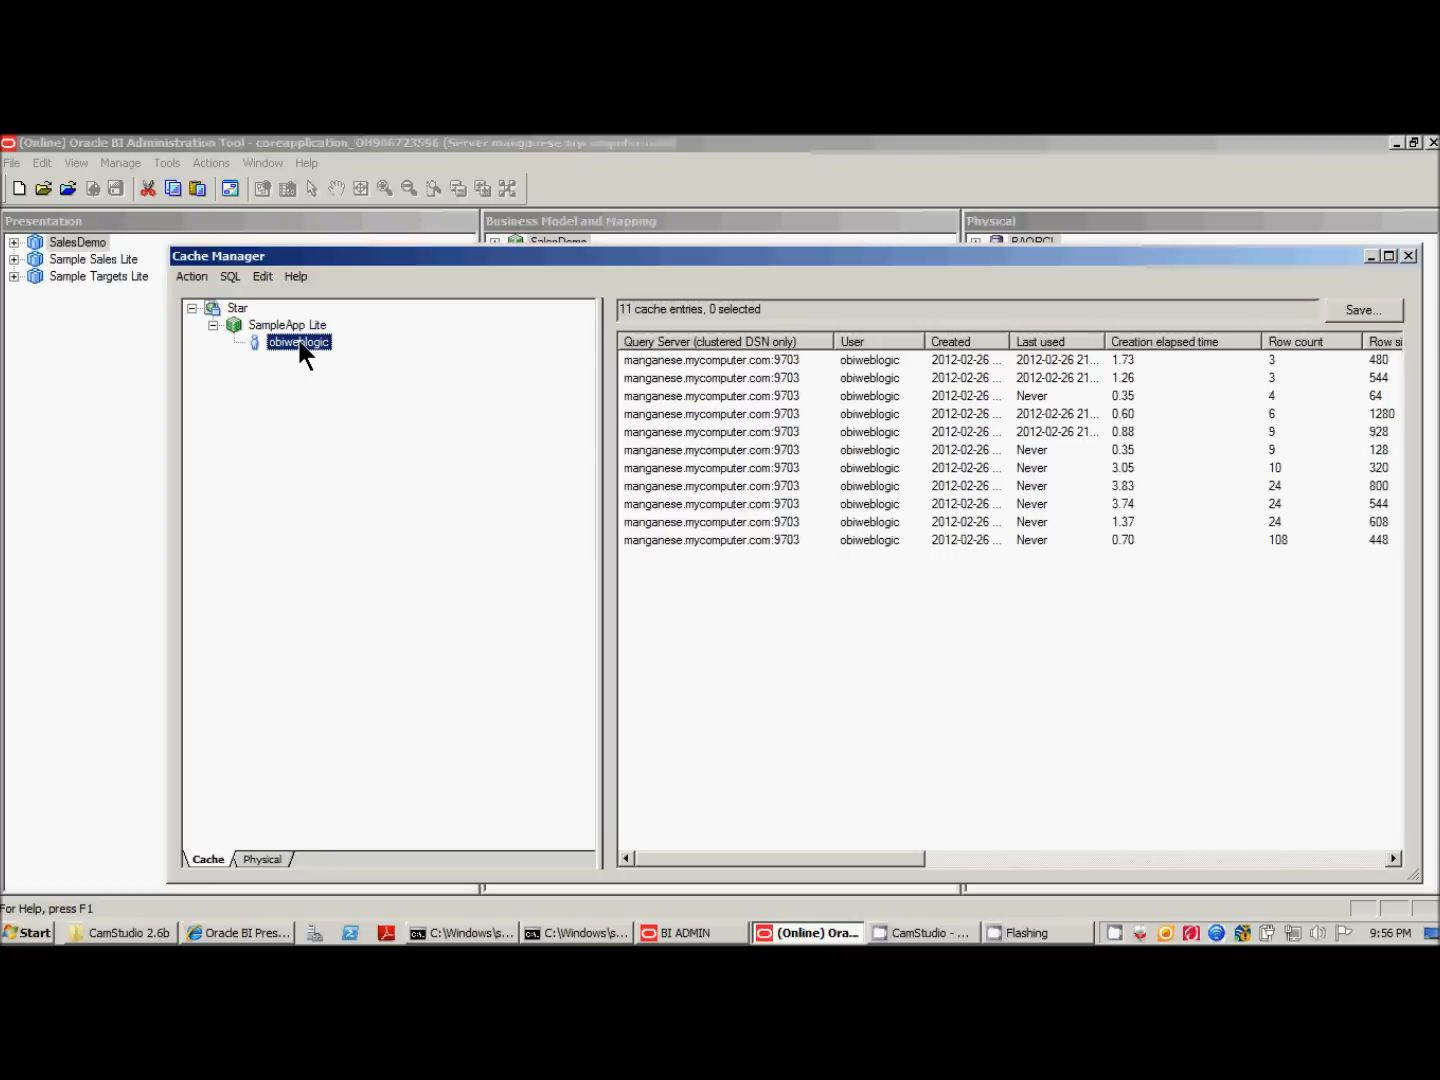 (Online) Oracle BI Administration Tool - coreapplication_OH986723596 (Server manganese.mycomputer.com)
File Edit View Manage Tools Actions Window Help
Presentation Business Model and Mapping Physical
SalesDemo SalesDemo BAORCL
Sample Sales Lite
Sample Targets Lite
Cache Manager
Action SQL Edit Help
Star
SampleApp Lite
obiweblogic
11 cache entries, 0 selected Save...
Query Server (clustered DSN only) User Created Last used Creation elapsed time Row count Row si
manganese.mycomputer.com:9703 obiweblogic 2012-02-26 ... 2012-02-26 21... 1.73 3 480
manganese.mycomputer.com:9703 obiweblogic 2012-02-26 ... 2012-02-26 21... 1.26 3 544
manganese.mycomputer.com:9703 obiweblogic 2012-02-26 ... Never 0.35 4 64
manganese.mycomputer.com:9703 obiweblogic 2012-02-26 ... 2012-02-26 21... 0.60 6 1280
manganese.mycomputer.com:9703 obiweblogic 2012-02-26 ... 2012-02-26 21... 0.88 9 928
manganese.mycomputer.com:9703 obiweblogic 2012-02-26 ... Never 0.35 9 128
manganese.mycomputer.com:9703 obiweblogic 2012-02-26 ... Never 3.05 10 320
manganese.mycomputer.com:9703 obiweblogic 2012-02-26 ... Never 3.83 24 800
manganese.mycomputer.com:9703 obiweblogic 2012-02-26 ... Never 3.74 24 544
manganese.mycomputer.com:9703 obiweblogic 2012-02-26 ... Never 1.37 24 608
manganese.mycomputer.com:9703 obiweblogic 2012-02-26 ... Never 0.70 108 448
Cache Physical
For Help, press F1
Start CamStudio 2.6b Oracle BI Pres... C:\Windows\s... C:\Windows\s... BI ADMIN (Online) Ora... CamStudio - ... Flashing 9:56 PM